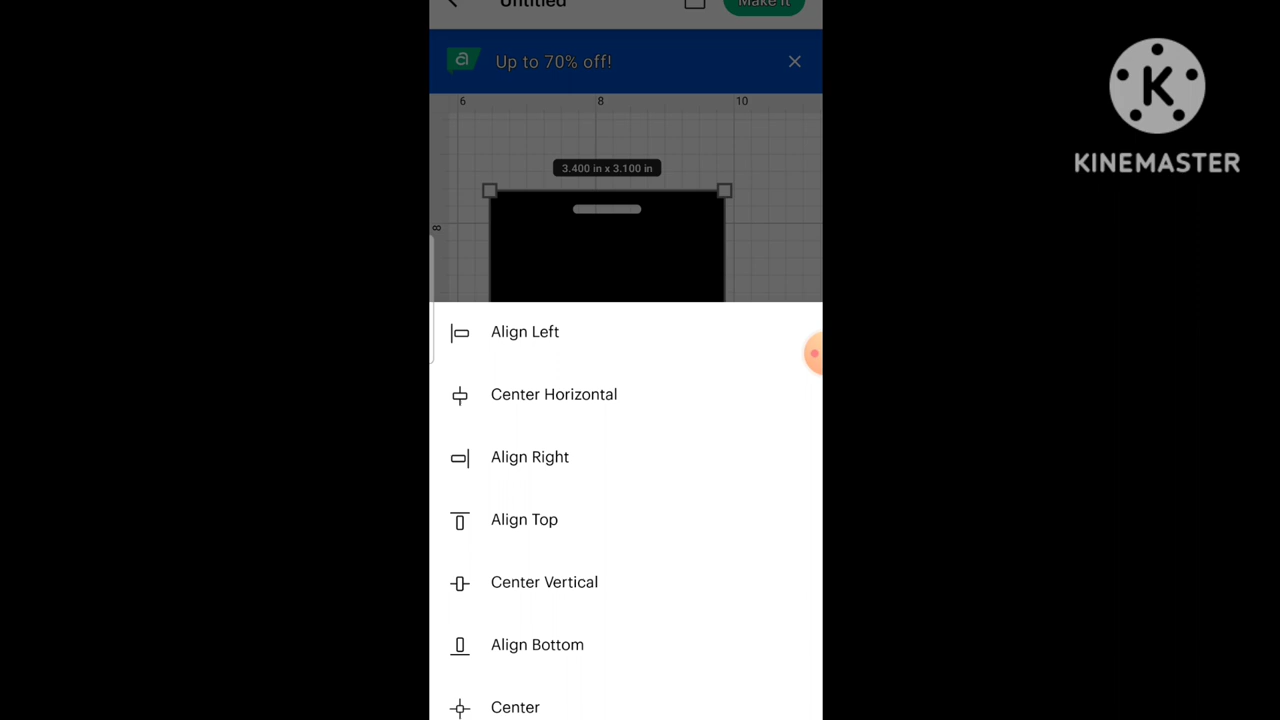 Untitled
Make It
a
Up to 70% off!
6
8
10
3.400 in x 3.100 in
8
Align Left
Center Horizontal
Align Right
Align Top
Center Vertical
Align Bottom
Center
K
KINEMASTER